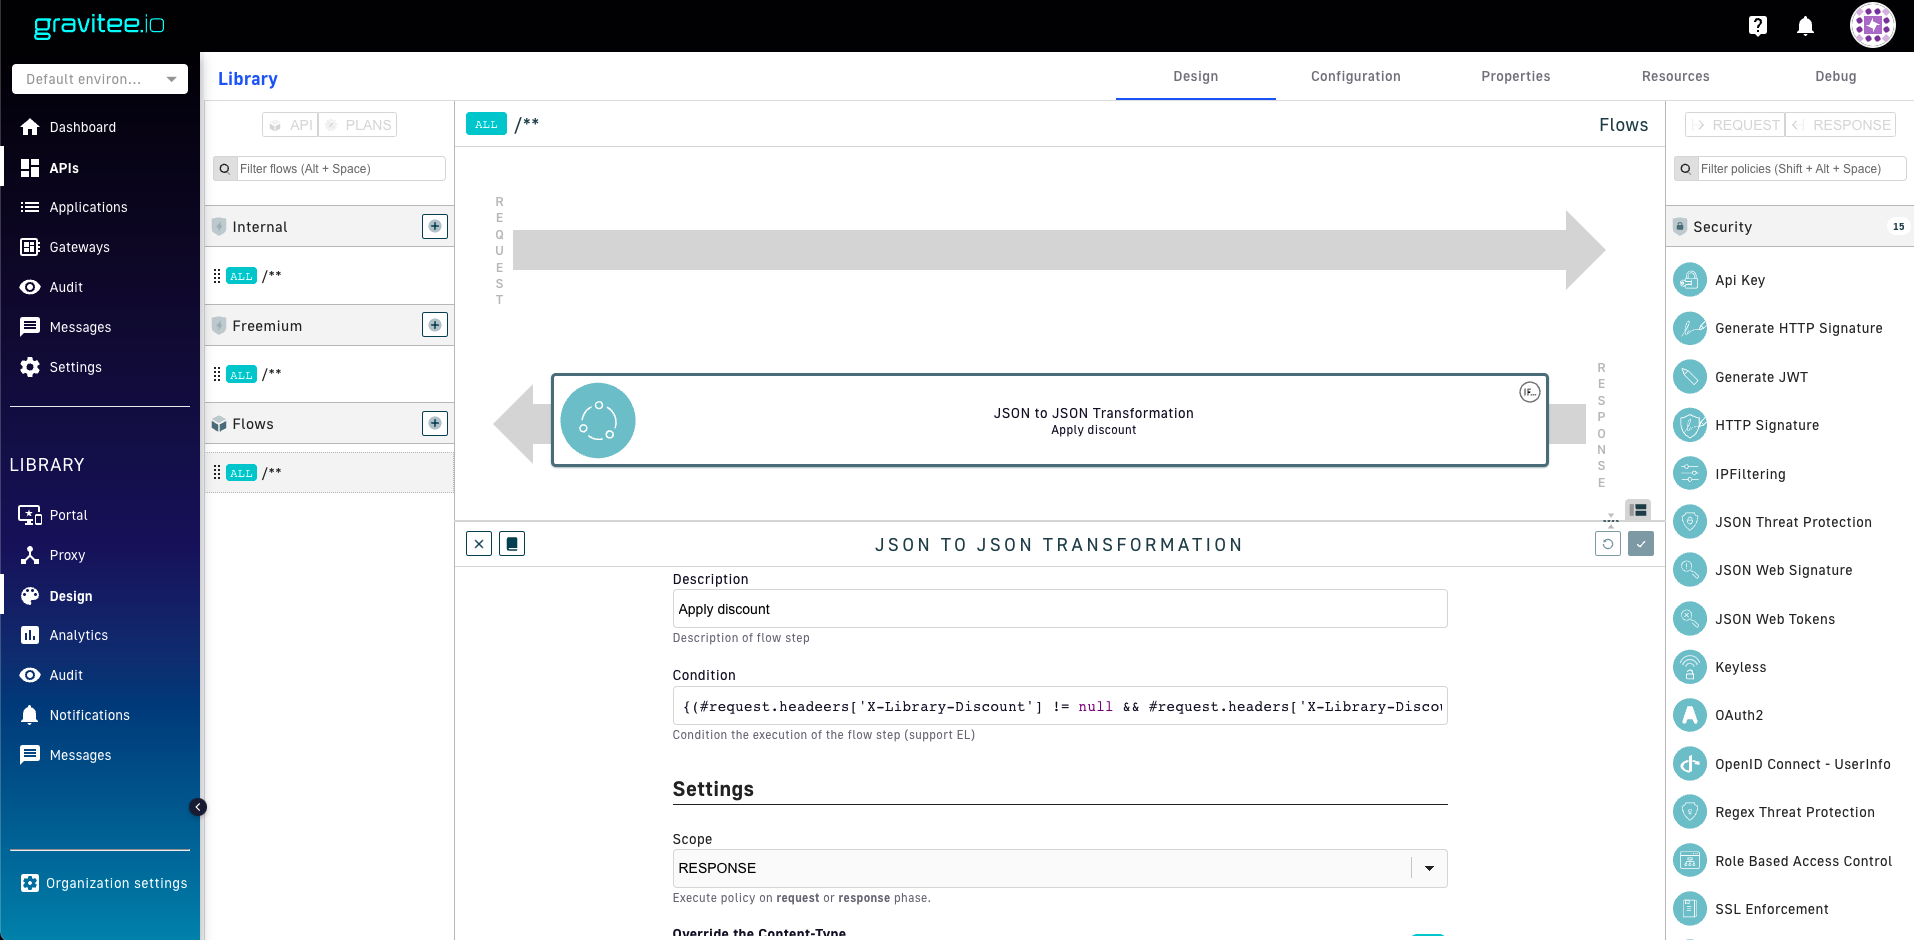 gravitee.io
Default environ...
Dashboard
APIs
Applications
Gateways
Audit
Messages
Settings
LIBRARY
Portal
Proxy
Design
Analytics
Audit
Notifications
Messages
Organization settings
Library
Design
Configuration
Properties
Resources
Debug
API
PLANS
Filter flows (Alt + Space)
Internal
ALL /**
Freemium
ALL /**
Flows
ALL /**
ALL /**
Flows
REQUEST
RESPONSE
IF...
JSON to JSON Transformation
Apply discount
JSON TO JSON TRANSFORMATION
Description
Apply discount
Description of flow step
Condition
{(#request.headeers['X-Library-Discount'] != null && #request.headers['X-Library-Discou
Condition the execution of the flow step (support EL)
Settings
Scope
RESPONSE
Execute policy on request or response phase.
Override the Content-Type
REQUEST
RESPONSE
Filter policies (Shift + Alt + Space)
Security
15
Api Key
Generate HTTP Signature
Generate JWT
HTTP Signature
IPFiltering
JSON Threat Protection
JSON Web Signature
JSON Web Tokens
Keyless
OAuth2
OpenID Connect - UserInfo
Regex Threat Protection
Role Based Access Control
SSL Enforcement